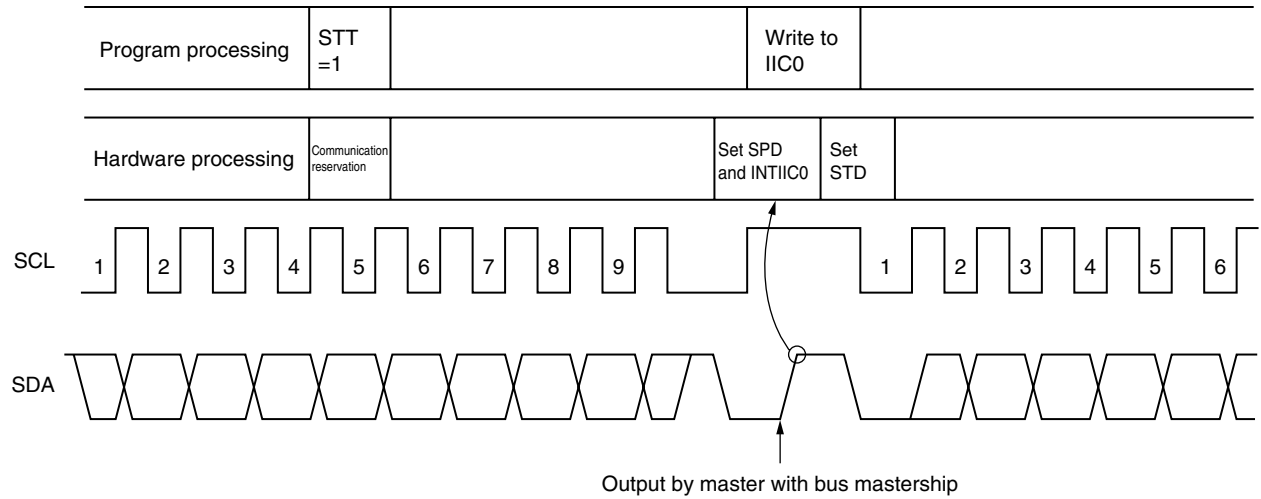 Program processing
STT
=1
Write to
IIC0
Hardware processing
Communication
reservation
Set SPD
and INTIIC0
Set
STD
SCL
1 2 3 4 5 6 7 8 9 1 2 3 4 5 6
SDA
Output by master with bus mastership